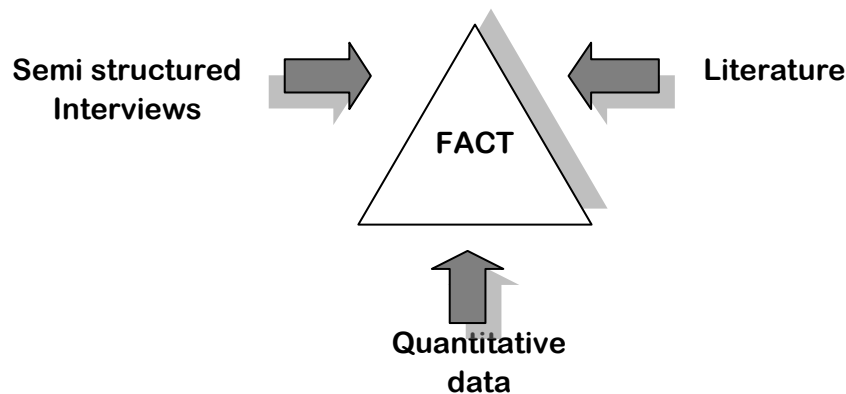 Semi structured
Interviews
Literature
FACT
Quantitative
data